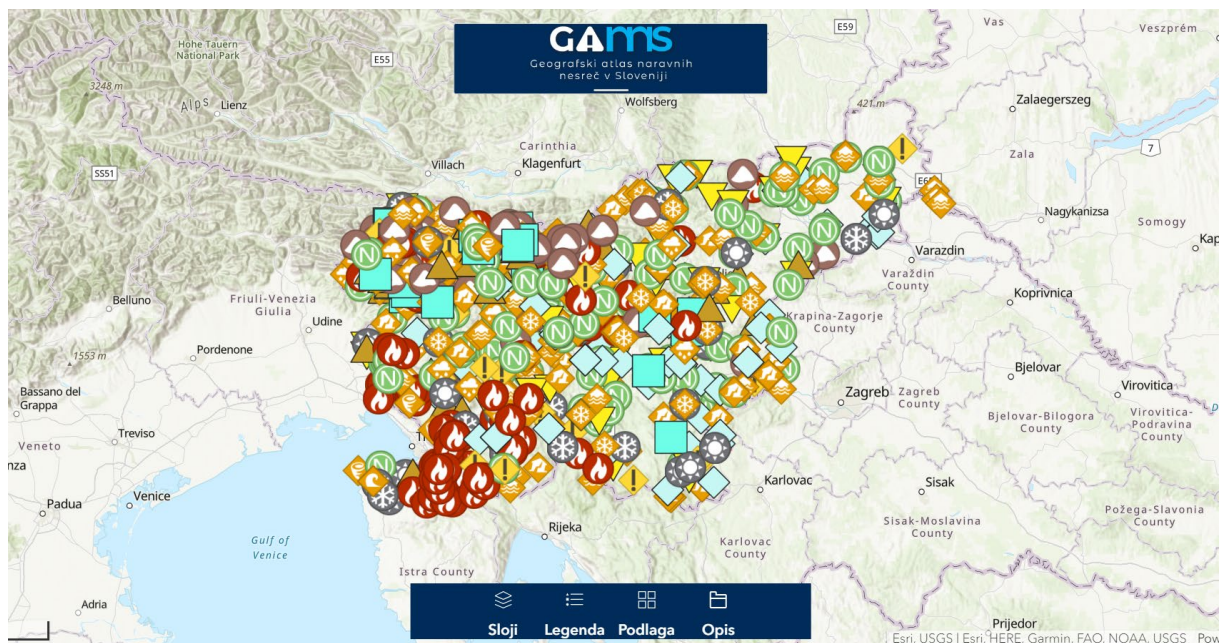 GAMS
Geografski atlas naravnih
nesreč v Sloveniji
Hohe Tauern
National Park
E55
E59
Vas
Veszprém
3248 m
Alps
Lienz
Wolfsberg
421 m
Zalaegerszeg
Carinthia
Villach
Klagenfurt
Zala
7
SS51
Nagykanizsa
Somogy
Varazdin
Varaždin
County
Belluno
Friuli-Venezia
Giulia
Udine
Koprivnica
Krapina-Zagorje
County
1553 m
Pordenone
Bjelovar
Virovitica
Bassano del
Grappa
Zagreb
Zagreb
County
Bjelovar-Bilogora
County
Virovitica-
Podravina
County
Veneto
Treviso
Karlovac
Sisak
Padua
Venice
Rijeka
Sisak-Moslavina
County
Požega-Slavonia
County
Gulf of
Venice
Karlovac
County
Istra County
Adria
Sloji
Legenda
Podlaga
Opis
Prijedor
Esri, USGS | Esri, HERE, Garmin, FAO, NOAA, USGS